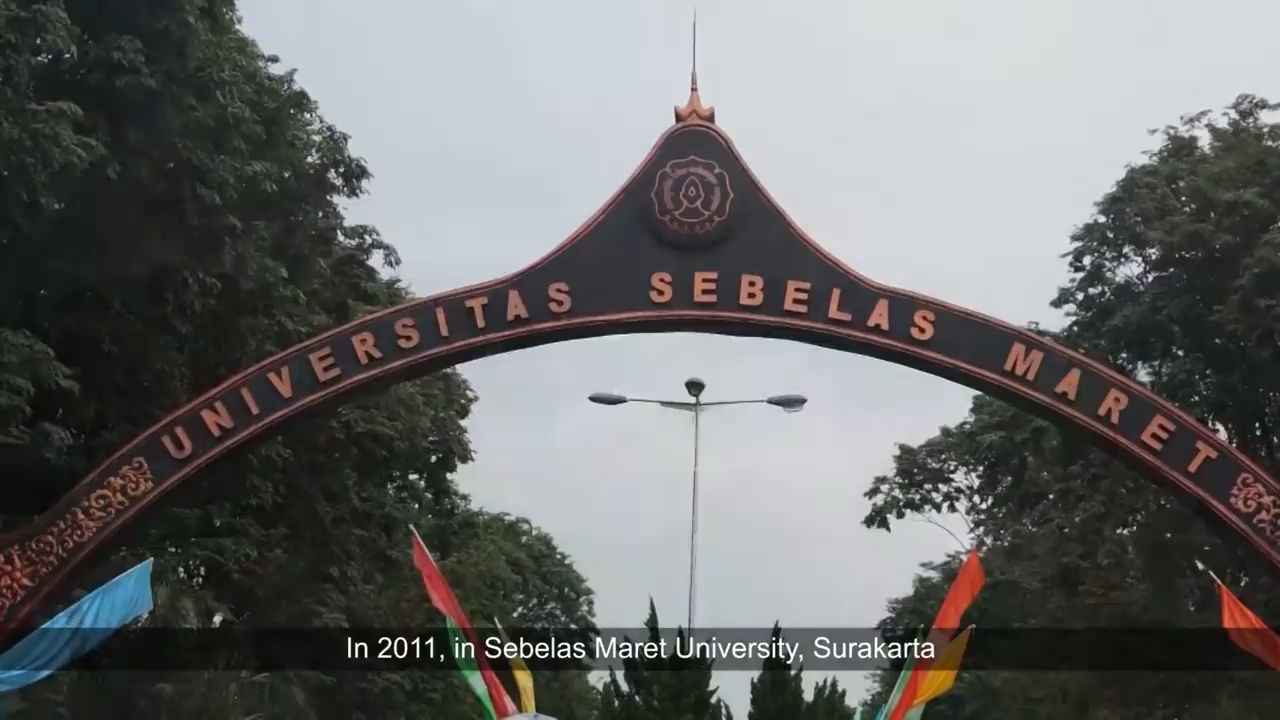 UNIVERSITAS SEBELAS MARET
In 2011, in Sebelas Maret University, Surakarta